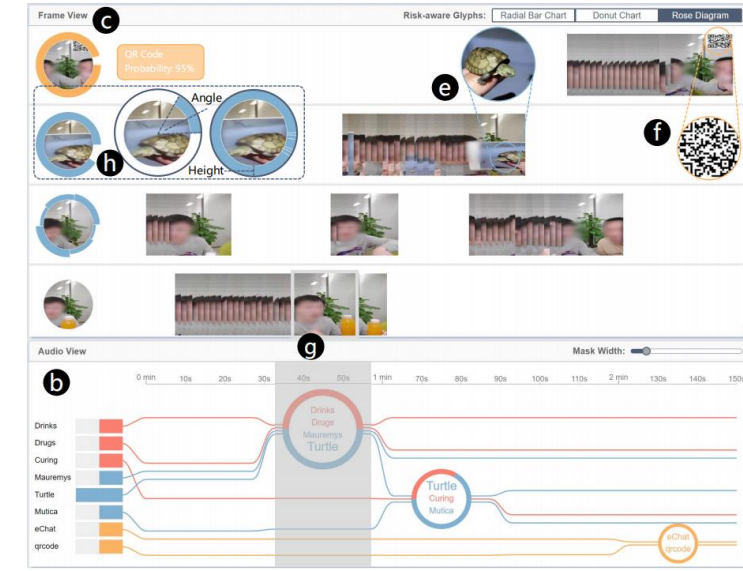 Frame View
c
Risk-aware Glyphs:
Radial Bar Chart
Donut Chart
Rose Diagram
QR Code
Probability: 95%
e
Angle
f
h
Height
g
Audio View
Mask Width:
b
0 min 10s 20s 30s 40s 50s 1 min 70s 80s 90s 100s 110s 2 min 130s 140s 150s
Drinks
Drugs
Curing
Mauremys
Turtle
Mutica
eChat
qrcode
Drinks
Drugs
Mauremys
Turtle
Turtle
Curing
Mutica
eChat
qrcode